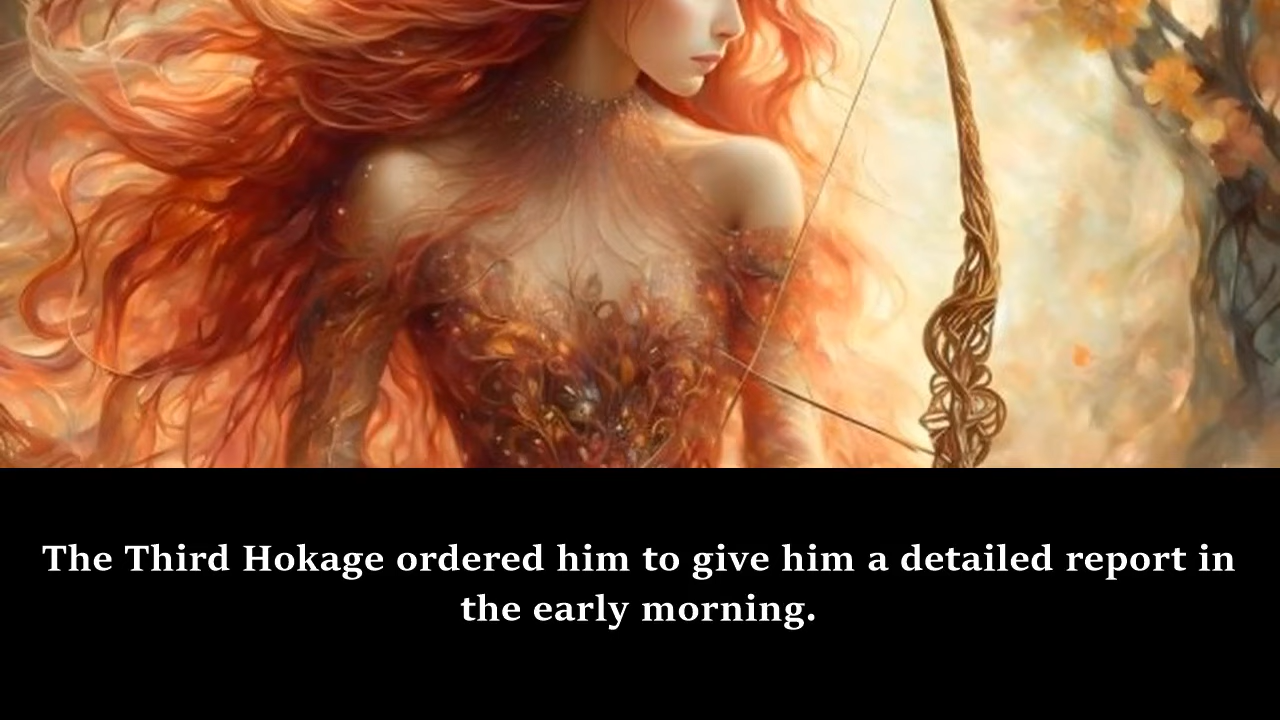 The Third Hokage ordered him to give him a detailed report in
the early morning.